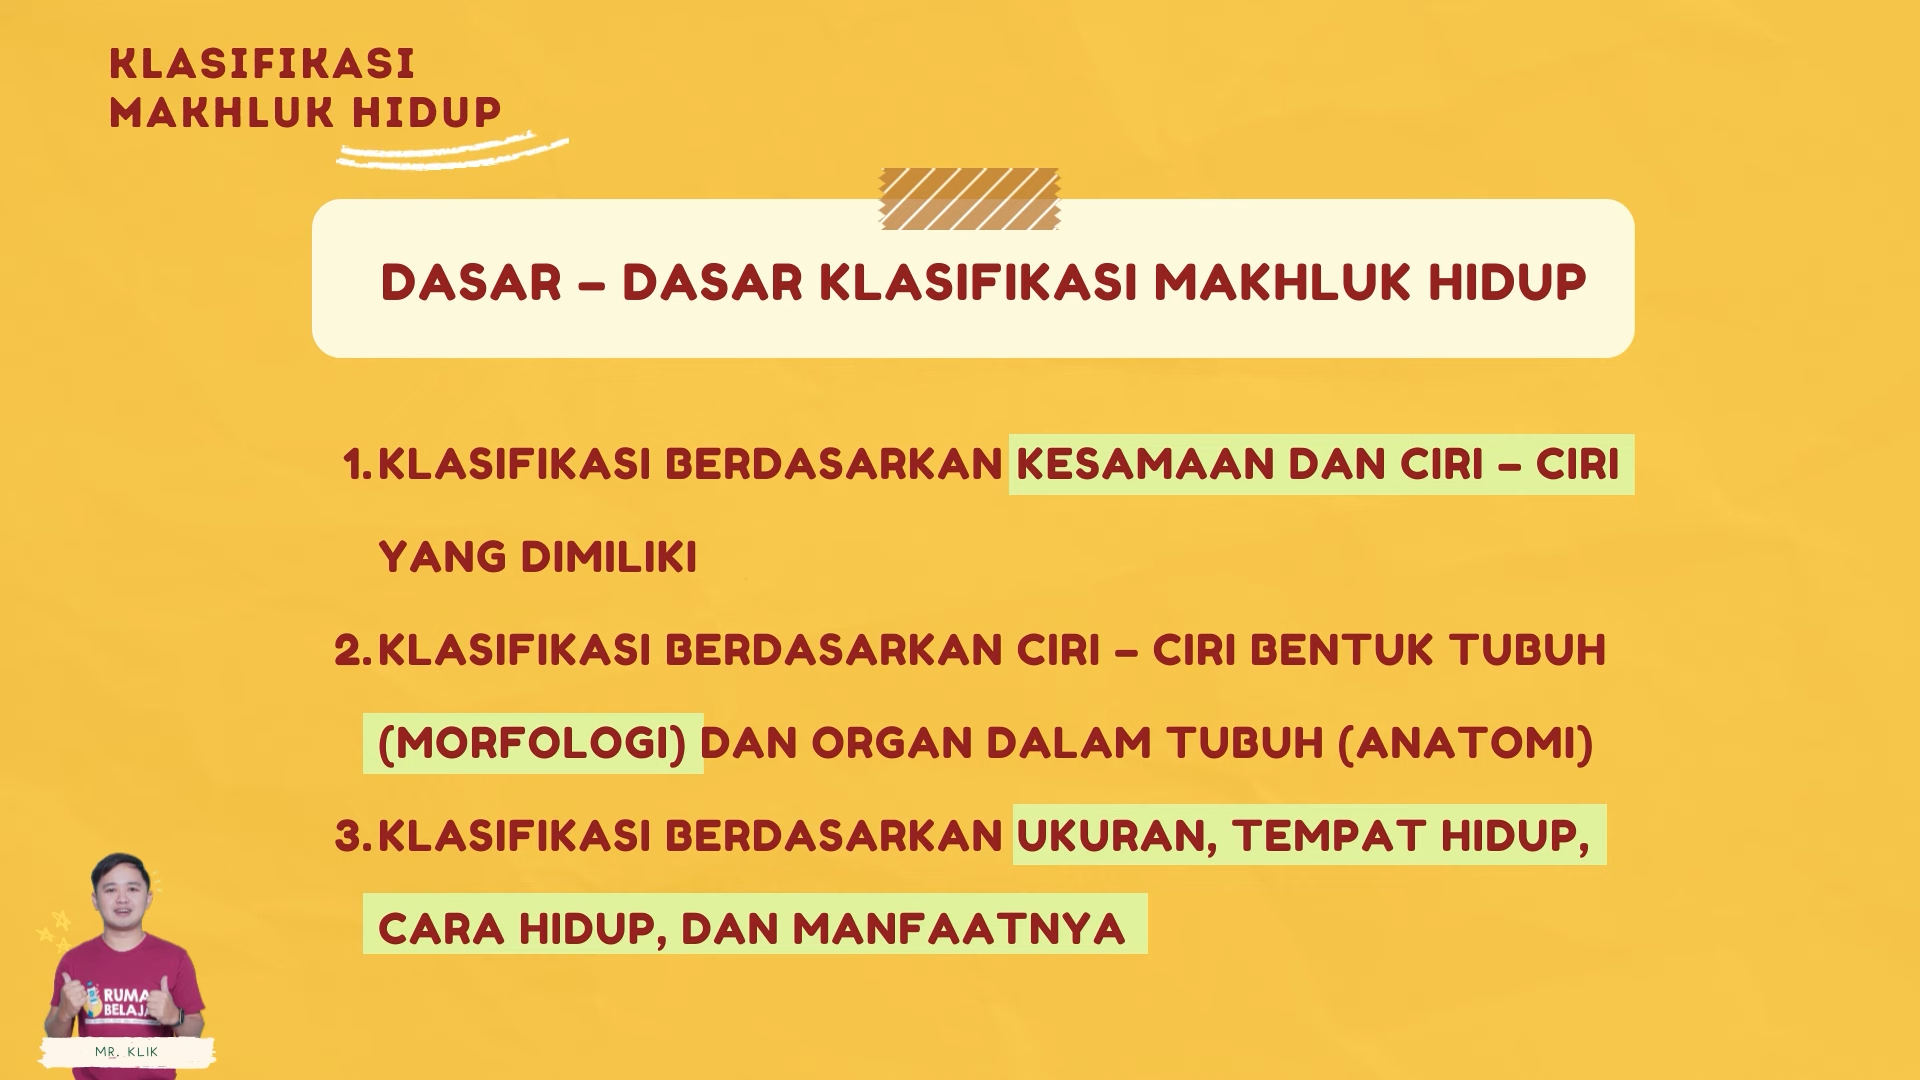 KLASIFIKASI
MAKHLUK HIDUP
DASAR – DASAR KLASIFIKASI MAKHLUK HIDUP
1. KLASIFIKASI BERDASARKAN KESAMAAN DAN CIRI – CIRI
YANG DIMILIKI
2. KLASIFIKASI BERDASARKAN CIRI – CIRI BENTUK TUBUH
(MORFOLOGI) DAN ORGAN DALAM TUBUH (ANATOMI)
3. KLASIFIKASI BERDASARKAN UKURAN, TEMPAT HIDUP,
CARA HIDUP, DAN MANFAATNYA
MR. KLIK